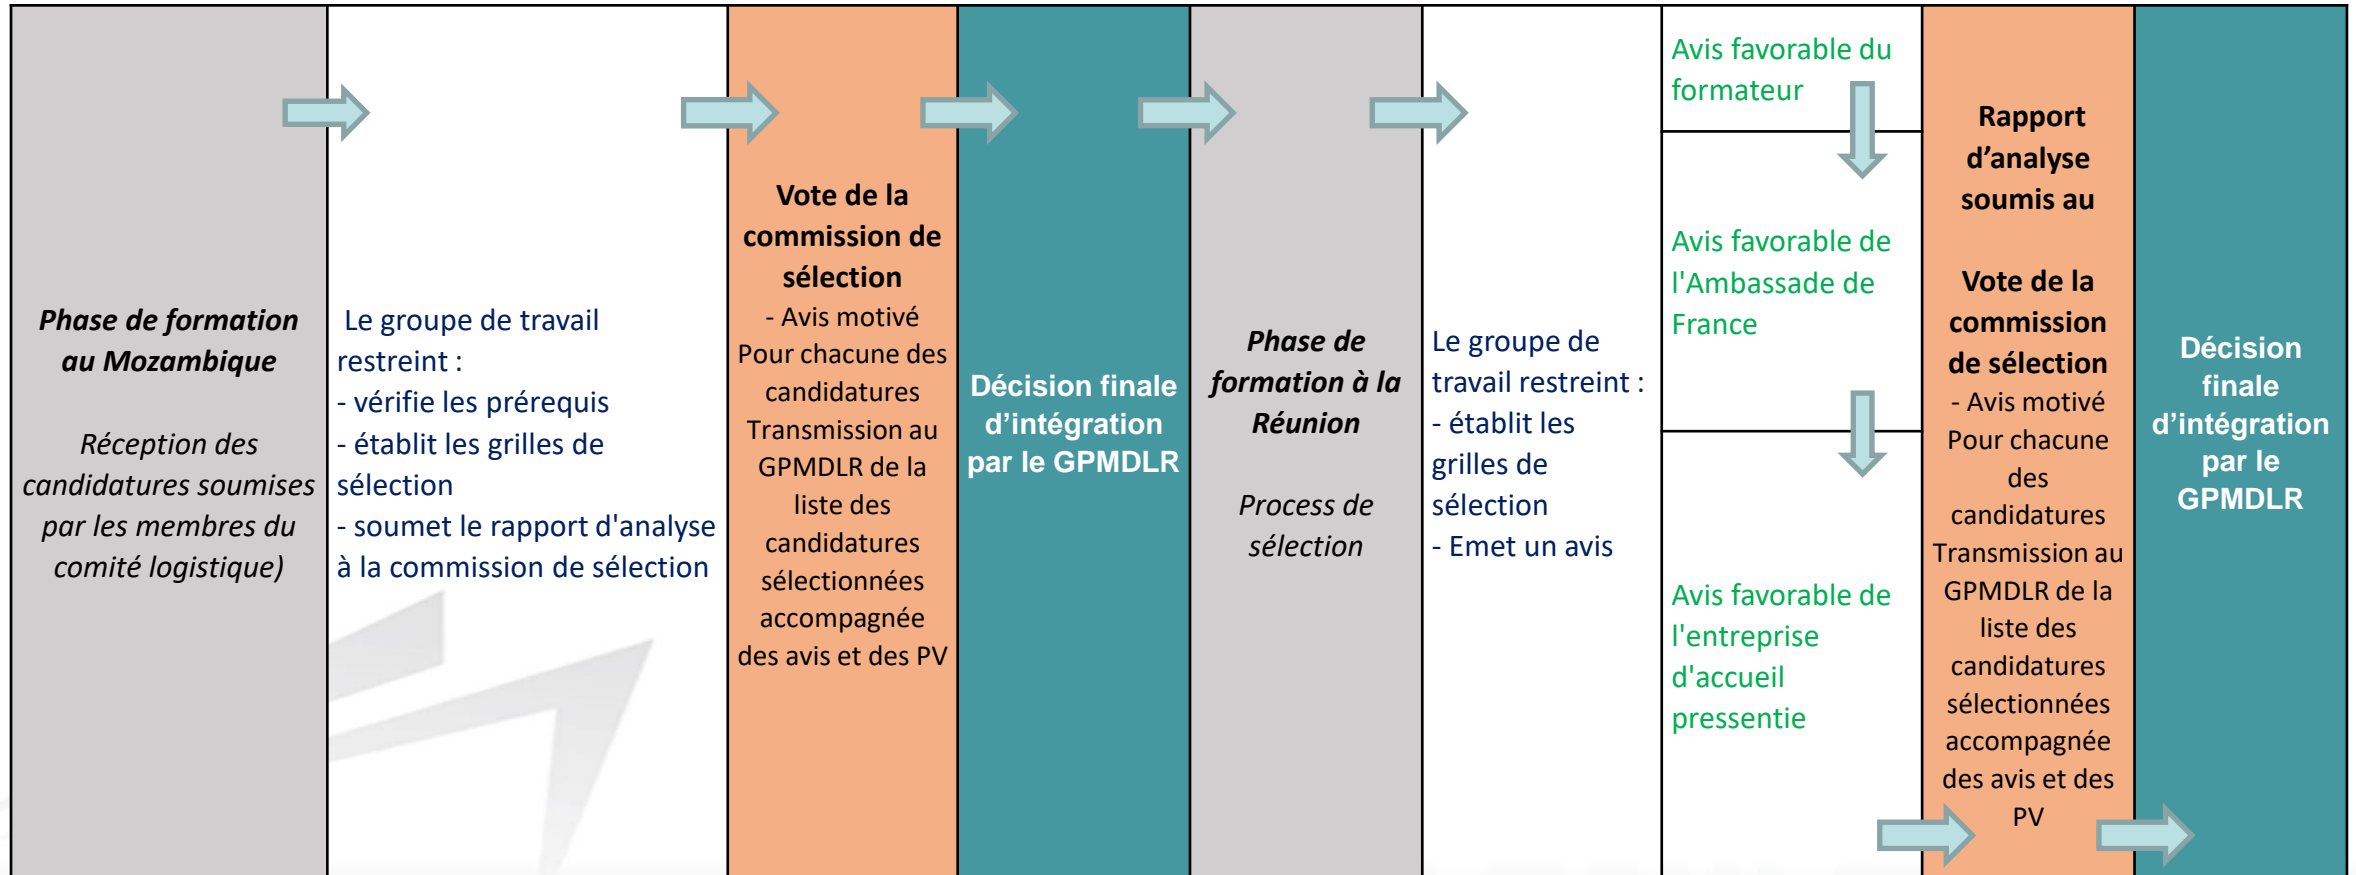 Phase de formation
au Mozambique
Réception des
candidatures soumises
par les membres du
comité logistique)
Le groupe de travail
restreint :
- vérifie les prérequis
- établit les grilles de
sélection
- soumet le rapport d'analyse
à la commission de sélection
Vote de la
commission de
sélection
- Avis motivé
Pour chacune des
candidatures
Transmission au
GPMDLR de la
liste des
candidatures
sélectionnées
accompagnée
des avis et des PV
Décision finale
d’intégration
par le GPMDLR
Phase de
formation à la
Réunion
Process de
sélection
Le groupe de
travail restreint :
- établit les
grilles de
sélection
- Emet un avis
Avis favorable du
formateur
Avis favorable de
l'Ambassade de
France
Avis favorable de
l'entreprise
d'accueil
pressentie
Rapport
d’analyse
soumis au
Vote de la
commission
de sélection
- Avis motivé
Pour chacune
des
candidatures
Transmission au
GPMDLR de la
liste des
candidatures
sélectionnées
accompagnée
des avis et des
PV
Décision
finale
d’intégration
par le
GPMDLR